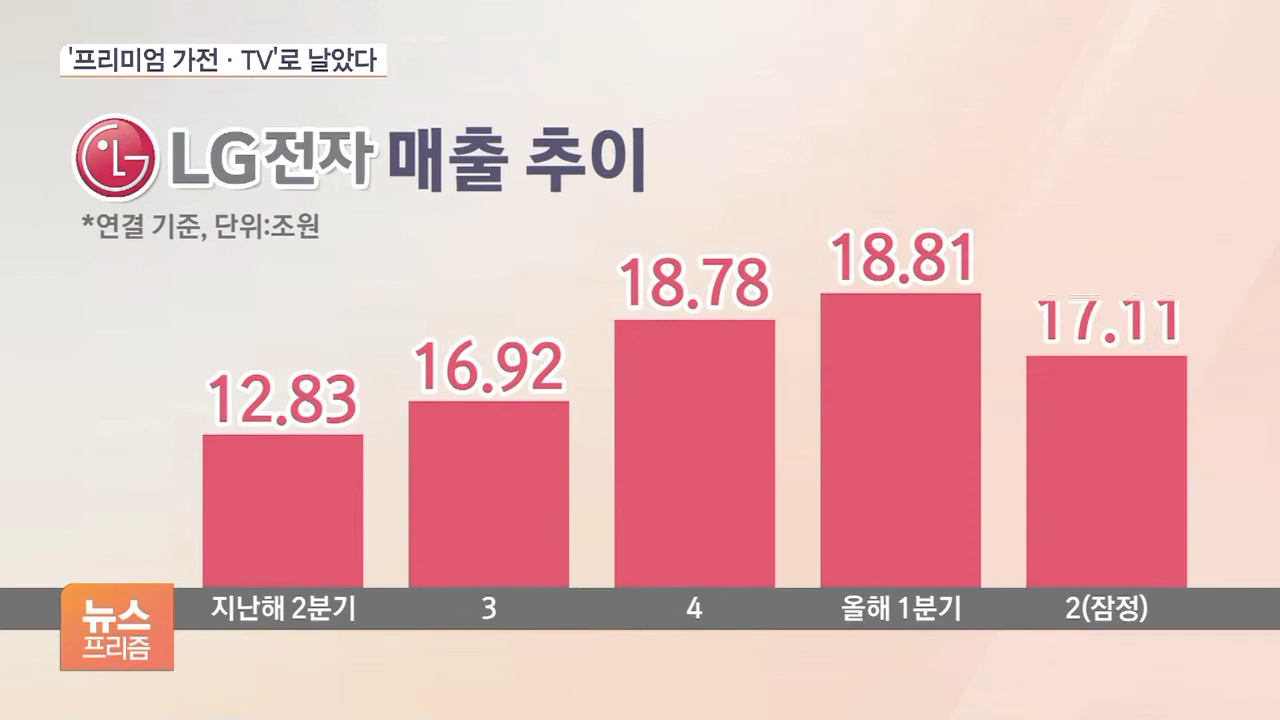 '프리미엄 가전·TV'로 날았다
LG전자 매출 추이
*연결 기준, 단위:조원
12.83
16.92
18.78
18.81
17.11
지난해 2분기
3
4
올해 1분기
2(잠정)
뉴스
프리즘